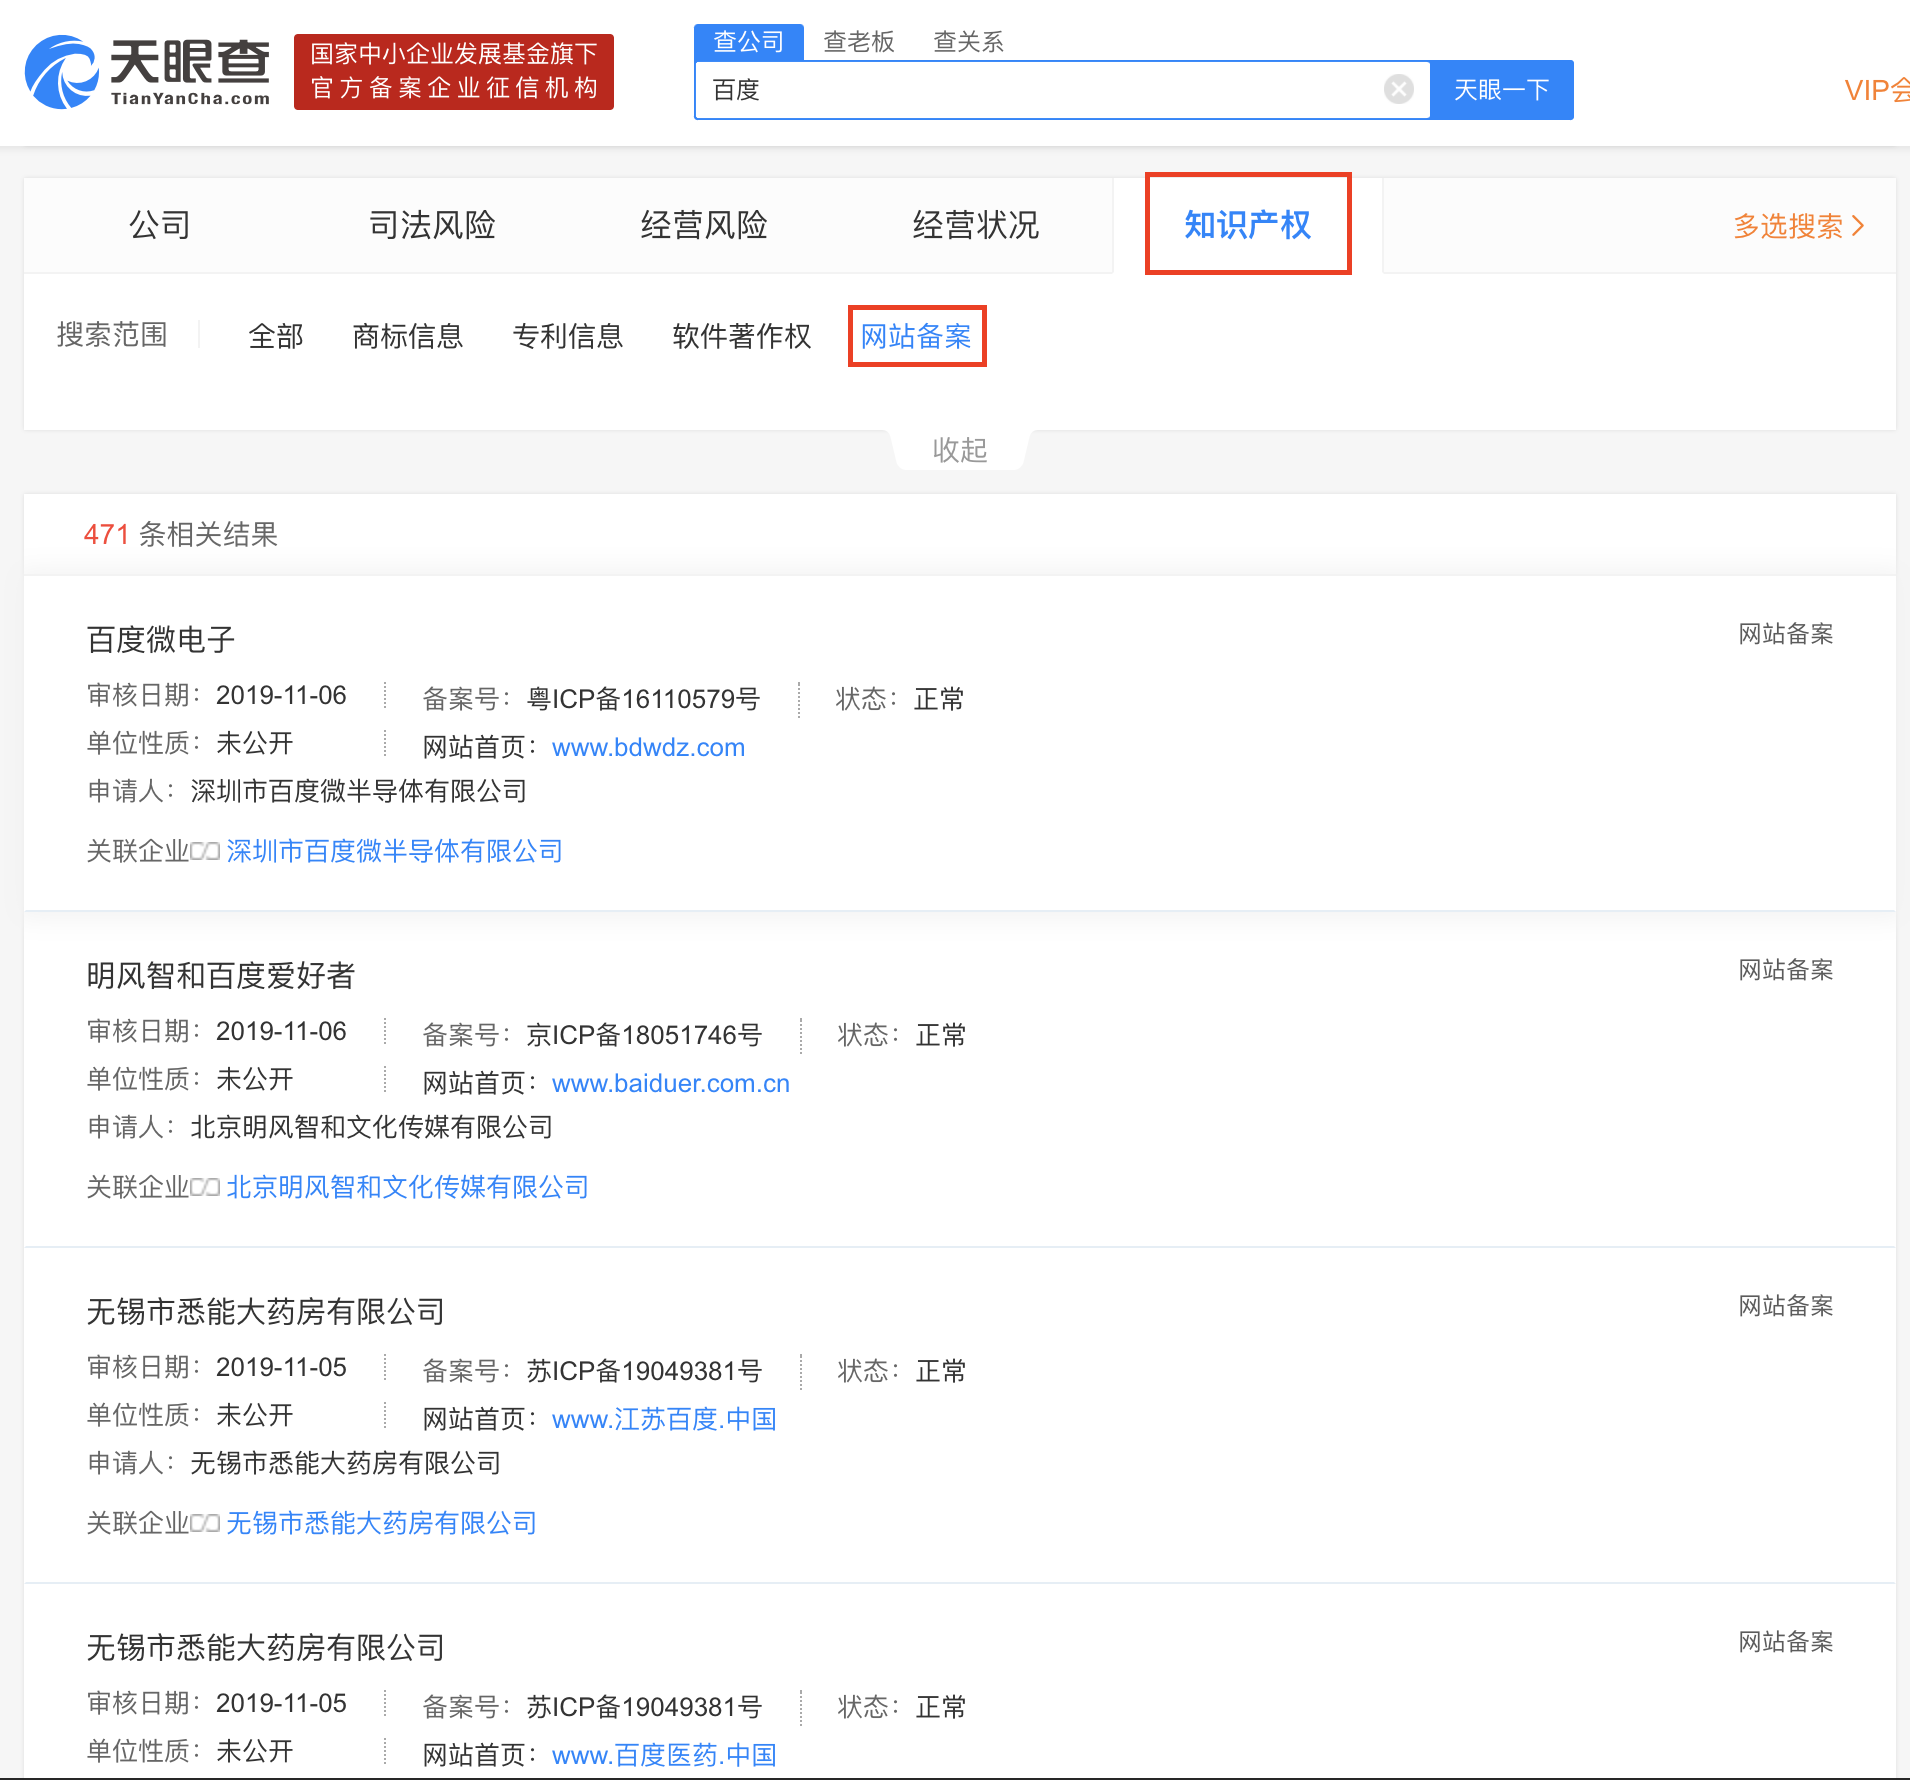 天眼查
TianYanCha.com
国家中小企业发展基金旗下
官方备案企业征信机构
查公司 查老板 查关系
百度 天眼一下
VIP会
公司 司法风险 经营风险 经营状况 知识产权 多选搜索
搜索范围 全部 商标信息 专利信息 软件著作权 网站备案
收起
471 条相关结果
百度微电子 网站备案
审核日期： 2019-11-06 备案号： 粤ICP备16110579号 状态： 正常
单位性质： 未公开 网站首页： www.bdwdz.com
申请人： 深圳市百度微半导体有限公司
关联企业 深圳市百度微半导体有限公司
明风智和百度爱好者 网站备案
审核日期： 2019-11-06 备案号： 京ICP备18051746号 状态： 正常
单位性质： 未公开 网站首页： www.baiduer.com.cn
申请人： 北京明风智和文化传媒有限公司
关联企业 北京明风智和文化传媒有限公司
无锡市悉能大药房有限公司 网站备案
审核日期： 2019-11-05 备案号： 苏ICP备19049381号 状态： 正常
单位性质： 未公开 网站首页： www.江苏百度.中国
申请人： 无锡市悉能大药房有限公司
关联企业 无锡市悉能大药房有限公司
无锡市悉能大药房有限公司 网站备案
审核日期： 2019-11-05 备案号： 苏ICP备19049381号 状态： 正常
单位性质： 未公开 网站首页： www.百度医药.中国